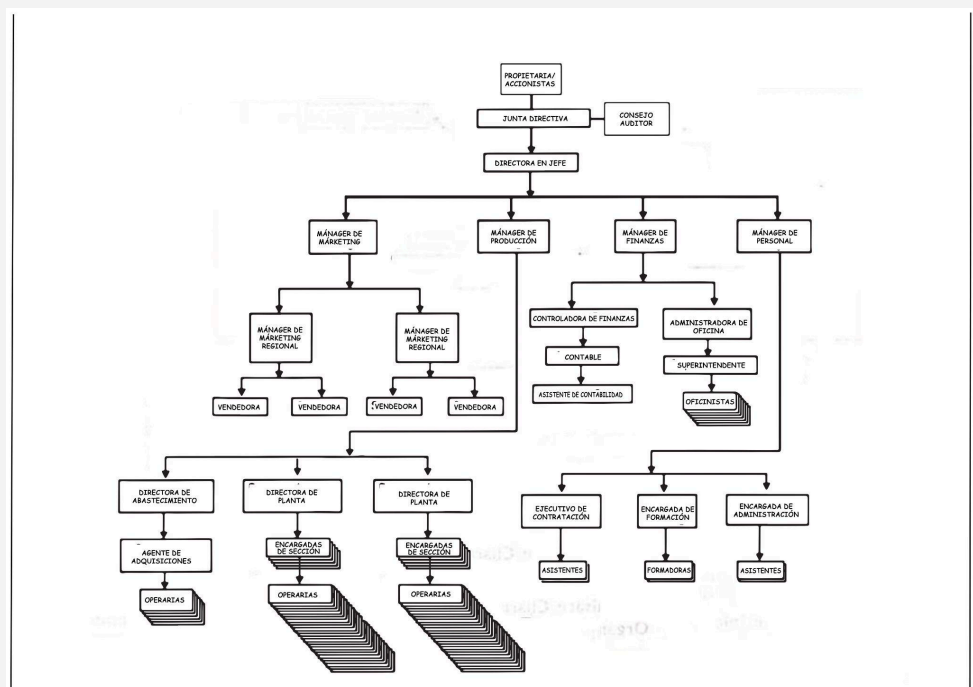 PROPIETARIA/
ACCIONISTAS
JUNTA DIRECTIVA
CONSEJO
AUDITOR
DIRECTORA EN JEFE
MÁNAGER DE
MÁRKETING
MÁNAGER DE
PRODUCCIÓN
MÁNAGER DE
FINANZAS
MÁNAGER DE
PERSONAL
MÁNAGER DE
MÁRKETING
REGIONAL
MÁNAGER DE
MÁRKETING
REGIONAL
CONTROLADORA DE FINANZAS
ADMINISTRADORA DE
OFICINA
CONTABLE
SUPERINTENDENTE
ASISTENTE DE CONTABILIDAD
OFICINISTAS
VENDEDORA
VENDEDORA
VENDEDORA
VENDEDORA
DIRECTORA DE
ABASTECIMIENTO
DIRECTORA DE
PLANTA
DIRECTORA DE
PLANTA
EJECUTIVO DE
CONTRATACIÓN
ENCARGADA DE
FORMACIÓN
ENCARGADA DE
ADMINISTRACIÓN
AGENTE DE
ADQUISICIONES
ENCARGADAS
DE SECCIÓN
ENCARGADAS
DE SECCIÓN
ASISTENTES
FORMADORAS
ASISTENTES
OPERARIAS
OPERARIAS
OPERARIAS